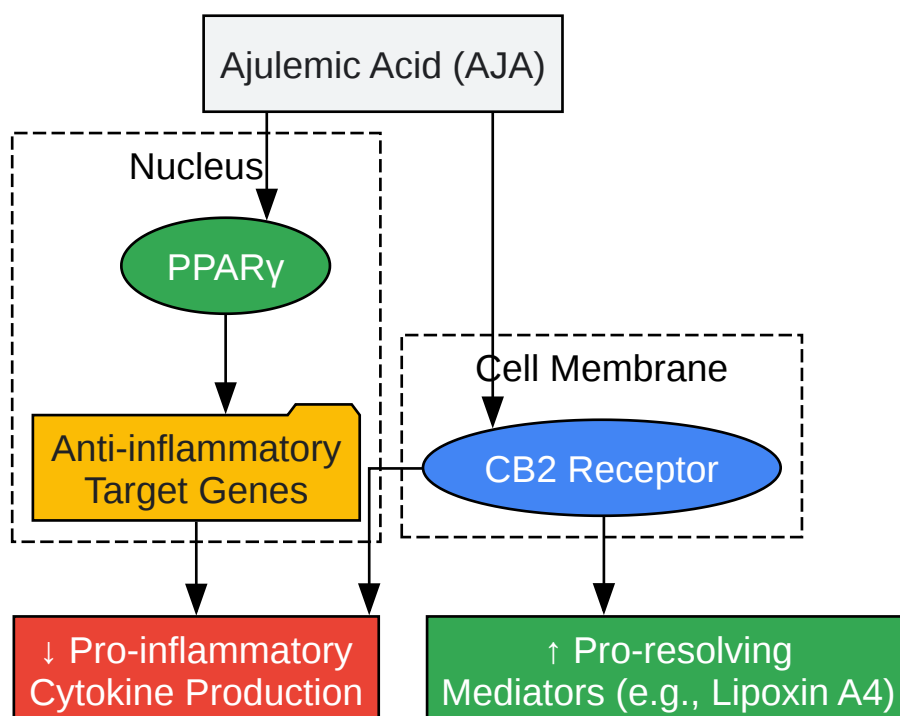 Ajulemic Acid (AJA)
Nucleus
PPARγ
Cell Membrane
Anti-inflammatory
Target Genes
CB2 Receptor
↓ Pro-inflammatory
Cytokine Production
↑ Pro-resolving
Mediators (e.g., Lipoxin A4)